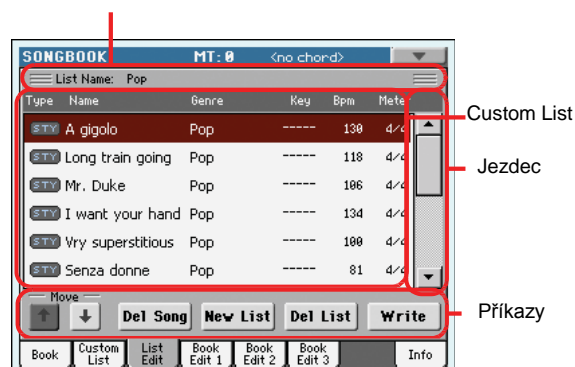 SONGBOOK MT:0 <no chord>
List Name: Pop
Type Name Genre Key Bpm Meter
STY A gigolo Pop ----- 130 4/4
STY Long train going Pop ----- 118 4/4
STY Mr. Duke Pop ----- 106 4/4
STY I want your hand Pop ----- 134 4/4
STY Vry superstitious Pop ----- 100 4/4
STY Senza donne Pop ----- 81 4/4
Custom List
Jezdec
Move
Del Song New List Del List Write
Příkazy
Book Custom List List Edit Book Edit 1 Book Edit 2 Book Edit 3 Info